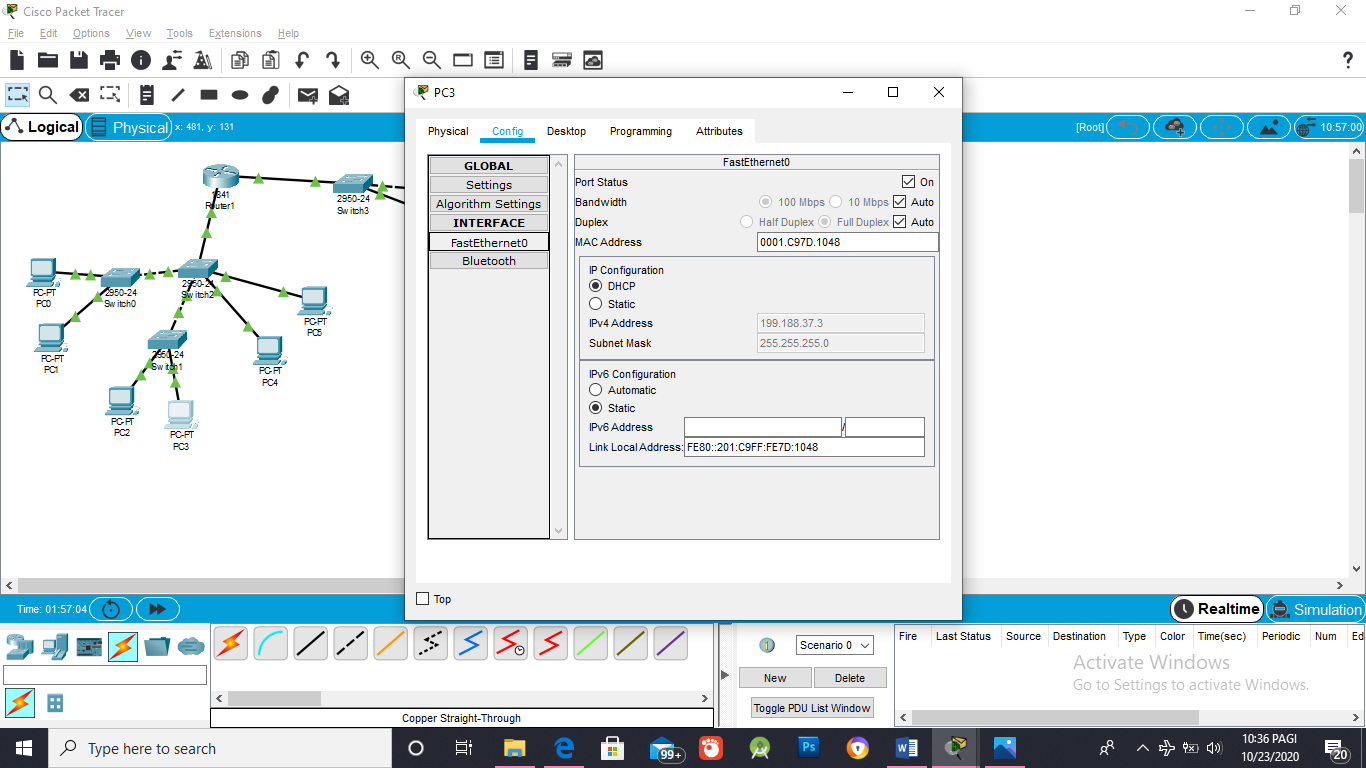 Cisco Packet Tracer
File Edit Options View Tools Extensions Help
Logical
Physical
x: 481, y: 131
[Root]
10:57:00
1841
Router1
2950-24
Switch3
PC-PT
PC0
2950-24
Switch0
2950-24
Switch2
PC-PT
PC1
2950-24
Switch1
PC-PT
PC5
PC-PT
PC4
PC-PT
PC2
PC-PT
PC3
PC3
Physical Config Desktop Programming Attributes
GLOBAL
Settings
Algorithm Settings
INTERFACE
FastEthernet0
Bluetooth
FastEthernet0
Port Status On
Bandwidth 100 Mbps 10 Mbps Auto
Duplex Half Duplex Full Duplex Auto
MAC Address 0001.C97D.1048
IP Configuration
DHCP
Static
IPv4 Address 199.188.37.3
Subnet Mask 255.255.255.0
IPv6 Configuration
Automatic
Static
IPv6 Address /
Link Local Address: FE80::201:C9FF:FE7D:1048
Top
Time: 01:57:04
Realtime
Simulation
Copper Straight-Through
Scenario 0
New Delete
Toggle PDU List Window
Fire Last Status Source Destination Type Color Time(sec) Periodic Num Ed
Activate Windows
Go to Settings to activate Windows.
Type here to search
99+
Ps
10:36 PAGI
10/23/2020
20